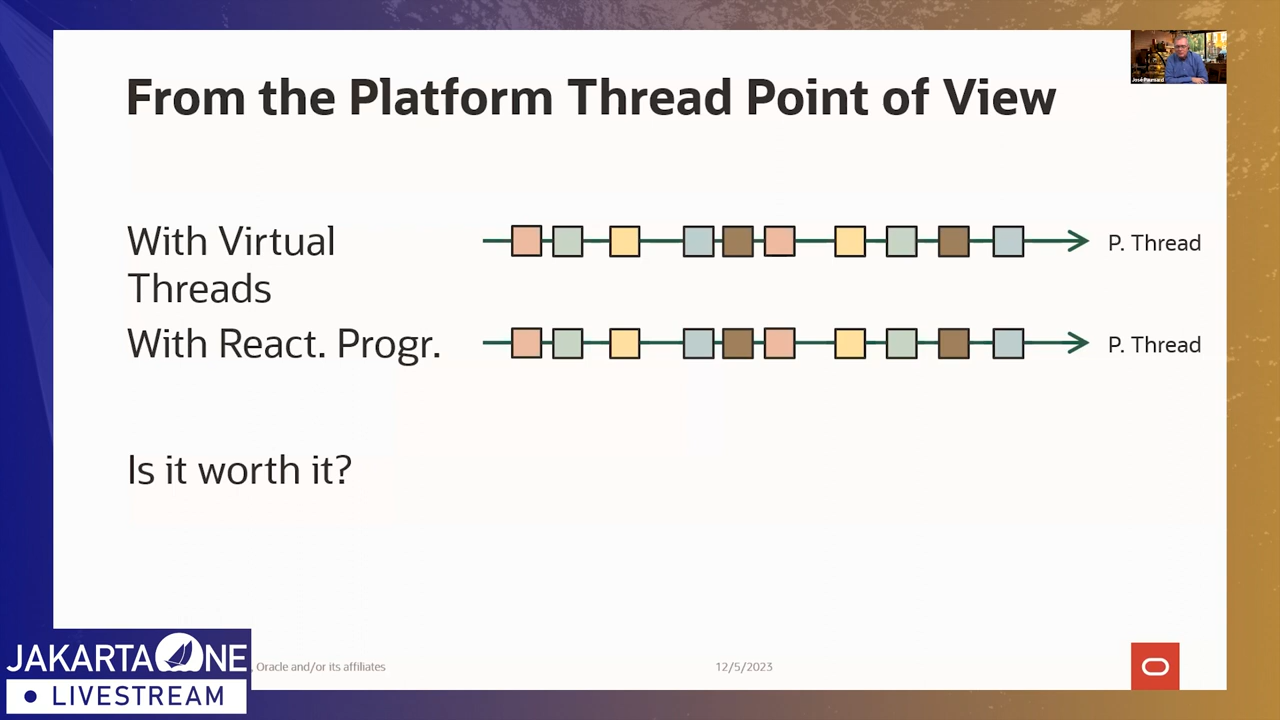 From the Platform Thread Point of View
With Virtual
Threads
P. Thread
With React. Progr.
P. Thread
Is it worth it?
Oracle and/or its affiliates
12/5/2023
JAKARTA ONE
LIVESTREAM